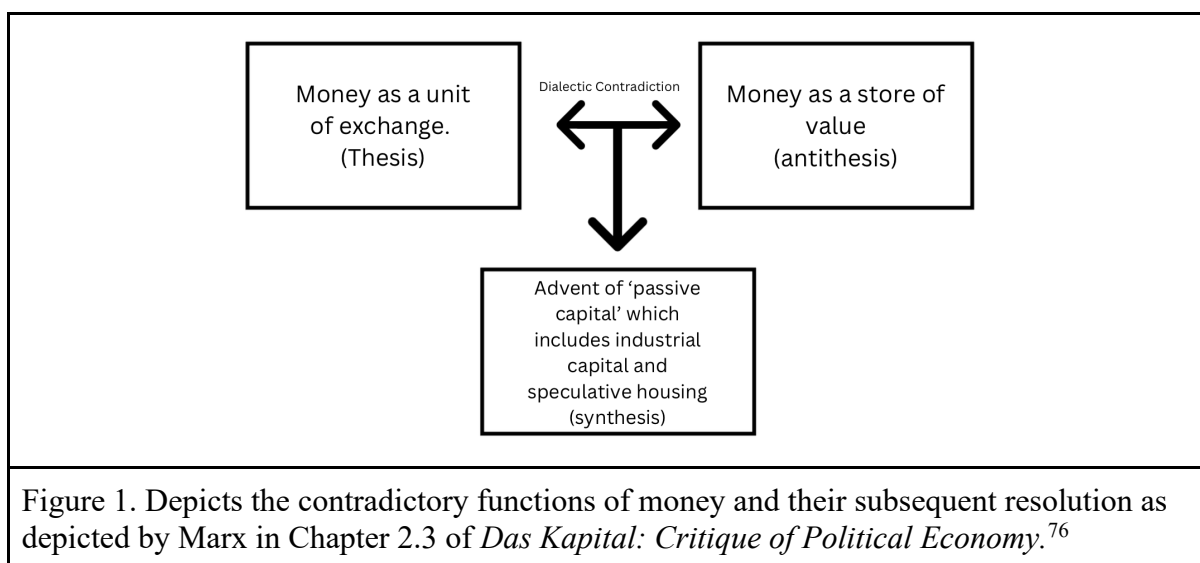 Money as a unit
of exchange.
(Thesis)
Dialectic Contradiction
Money as a store of
value
(antithesis)
Advent of ‘passive
capital’ which
includes industrial
capital and
speculative housing
(synthesis)
Figure 1. Depicts the contradictory functions of money and their subsequent resolution as
depicted by Marx in Chapter 2.3 of Das Kapital: Critique of Political Economy.76